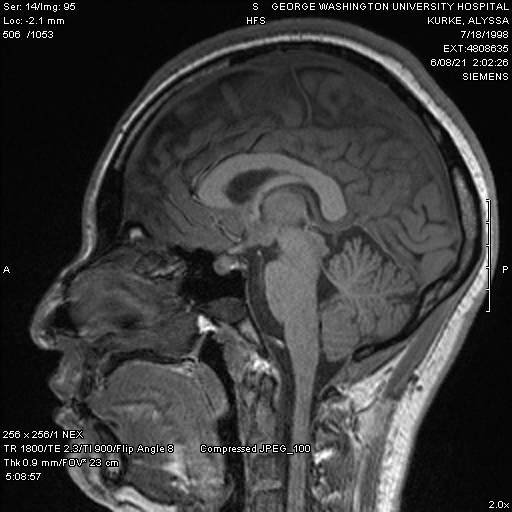 Ser: 14/Img: 95
Loc: -2.1 mm
506 /1053
S
HFS
GEORGE WASHINGTON UNIVERSITY HOSPITAL
KURKE, ALYSSA
7/18/1998
EXT:4808635
6/08/21 2:02:26
SIEMENS
A
P
256 x 256/1 NEX
TR 1800/TE 2.3/TI 900/Flip Angle 8
Compressed JPEG_100
Thk 0.9 mm/FOV* 23 cm
5:08:57
2.0x